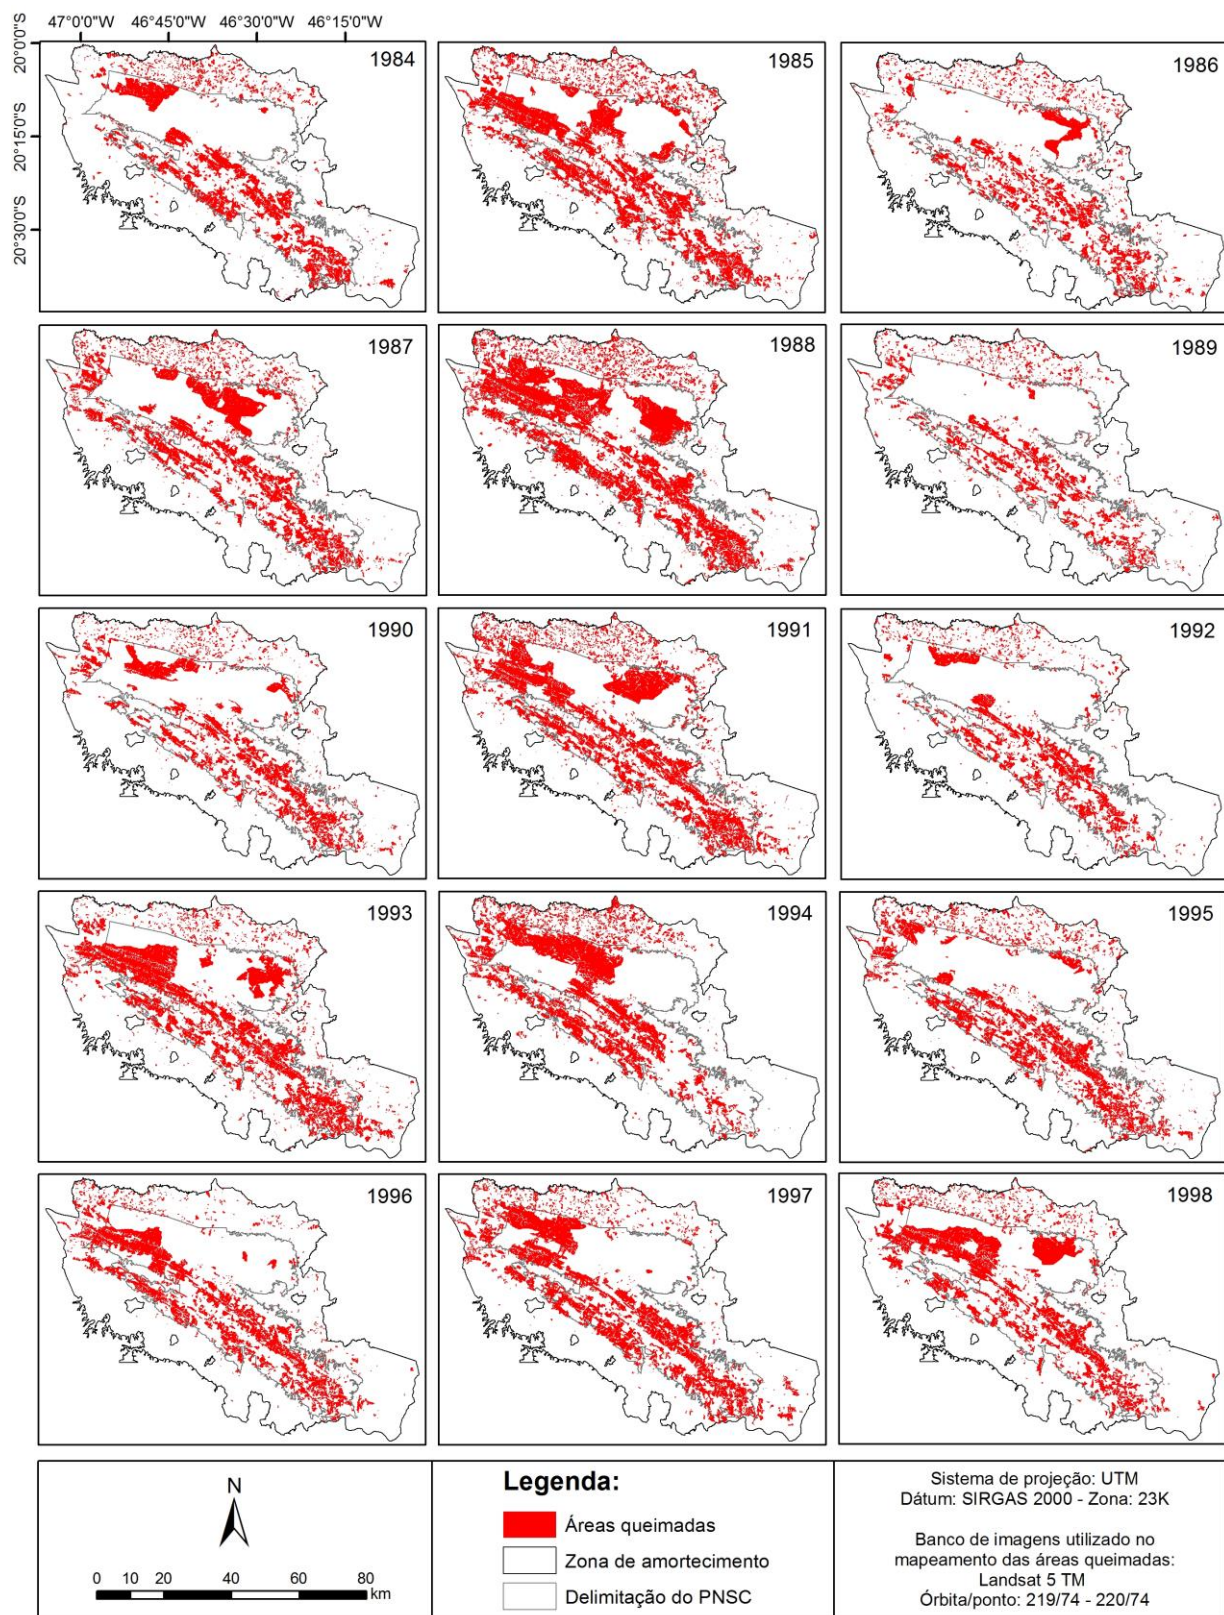 47°0'0"W 46°45'0"W 46°30'0"W 46°15'0"W
20°0'0"S
20°15'0"S
20°30'0"S
1984
1985
1986
1987
1988
1989
1990
1991
1992
1993
1994
1995
1996
1997
1998
N
0 10 20 40 60 80
km
Legenda:
Áreas queimadas
Zona de amortecimento
Delimitação do PNSC
Sistema de projeção: UTM
Dátum: SIRGAS 2000 - Zona: 23K
Banco de imagens utilizado no
mapeamento das áreas queimadas:
Landsat 5 TM
Órbita/ponto: 219/74 - 220/74